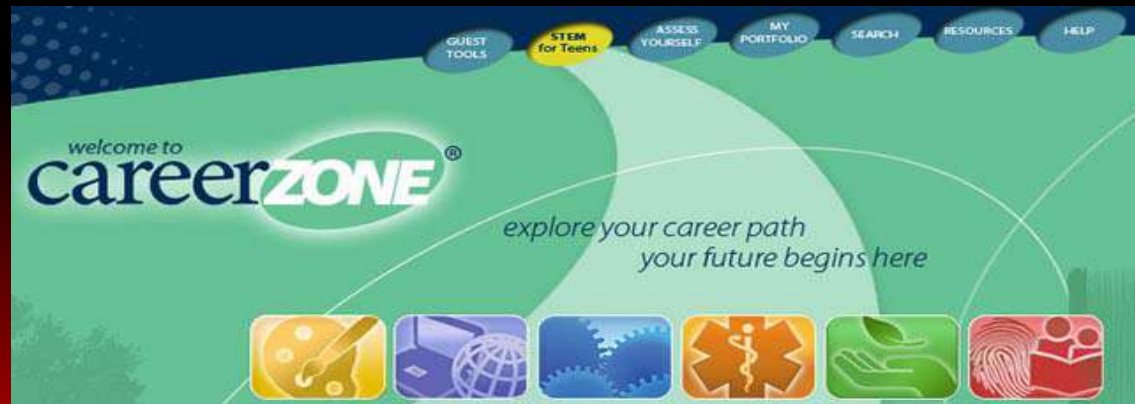 GUEST
TOOLS
STEM
for Teens
ASSESS
YOURSELF
MY
PORTFOLIO
SEARCH
RESOURCES
HELP
welcome to
careerZONE®
explore your career path
your future begins here